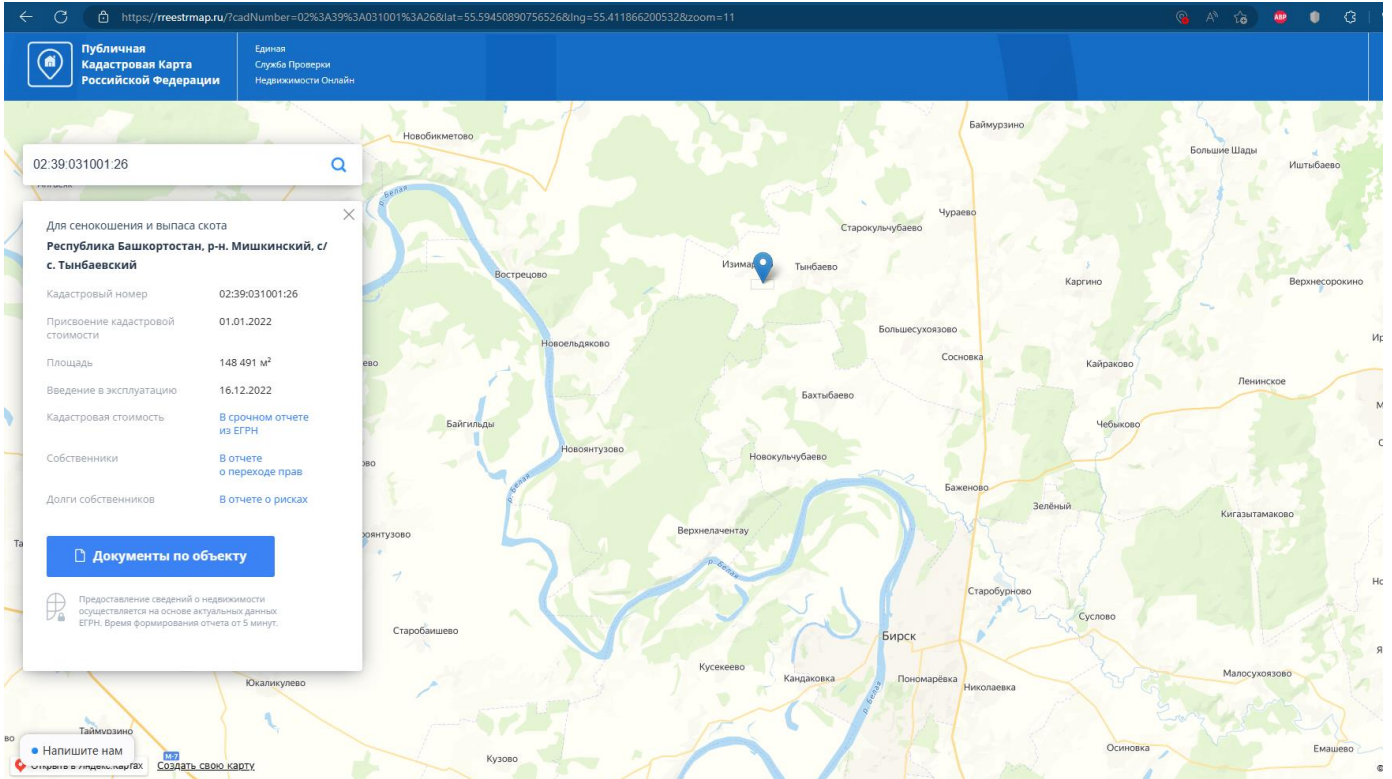 https://rreestrmap.ru/?cadNumber=02%3A39%3A031001%3A26&lat=55.59450890756526&lng=55.411866200532&zoom=11
ABP
Публичная
Кадастровая Карта
Российской Федерации
Единая
Служба Проверки
Недвижимости Онлайн
02:39:031001:26
Для сенокошения и выпаса скота
Республика Башкортостан, р-н. Мишкинский, с/
с. Тынбаевский
Кадастровый номер 02:39:031001:26
Присвоение кадастровой 01.01.2022
стоимости
Площадь 148 491 м²
Введение в эксплуатацию 16.12.2022
Кадастровая стоимость В срочном отчете
из ЕГРН
Собственники В отчете
о переходе прав
Долги собственников В отчете о рисках
Документы по объекту
Предоставление сведений о недвижимости
осуществляется на основе актуальных данных
ЕГРН. Время формирования отчета от 5 минут.
Новобикметово
Баймурзино
Большие Шады
Иштыбаево
р. Белая
Чураево
Старокульчубаево
Вострецово
Тынбаево
Каргино
Верхнесорокино
Новоельдяково
Большесухоязово
Сосновка
Кайраково
Ленинское
Бахтыбаево
Байгильды
Чебыково
Новоянтузово
Новокульчубаево
р. Белая
Баженово
Зелёный
Кигазытамаково
Верхнелачентау
р. Белая
Старобурново
Суслово
Старобаишево
Бирск
Кусекеево
Кандаковка
Пономарёвка
Николаевка
Малосухоязово
р. Белая
Юкаликулево
Таймурзино
Осиновка
Емашево
Кузово
Напишите нам
М-7
Открыть в Яндекс.Картах
Создать свою карту